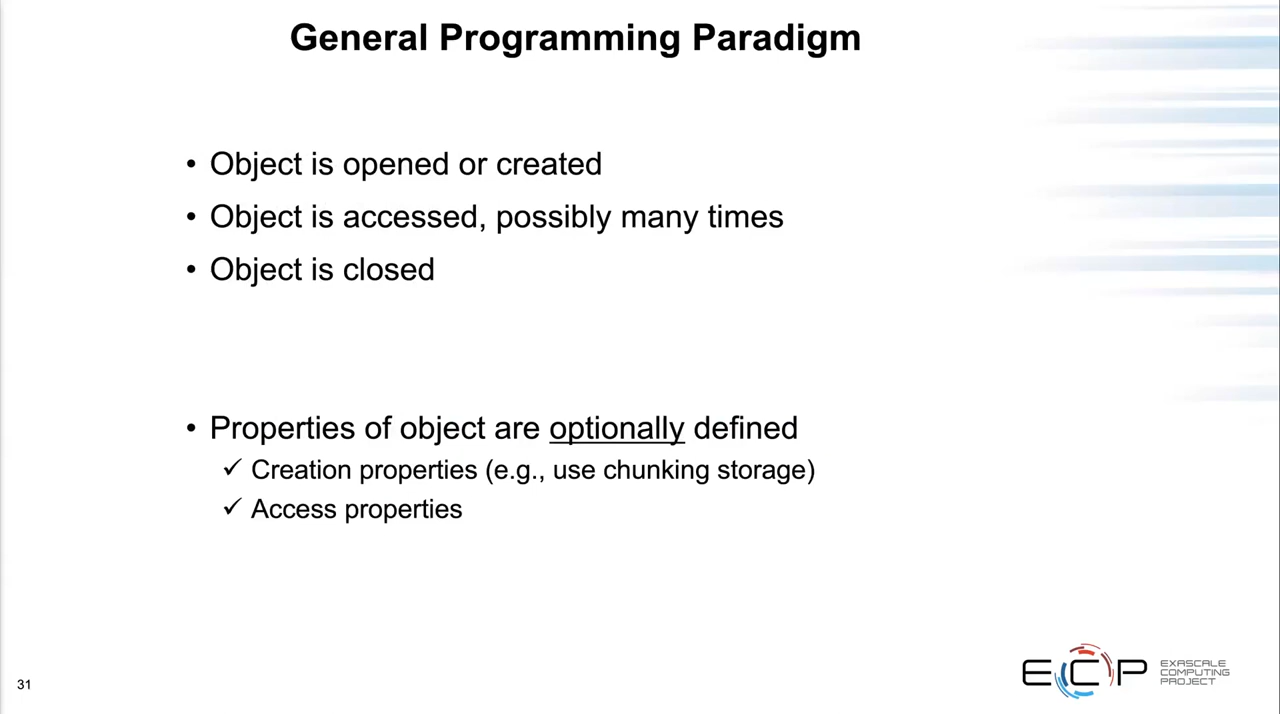 General Programming Paradigm
• Object is opened or created
• Object is accessed, possibly many times
• Object is closed
• Properties of object are optionally defined
✓ Creation properties (e.g., use chunking storage)
✓ Access properties
31
ECP
EXASCALE
COMPUTING
PROJECT